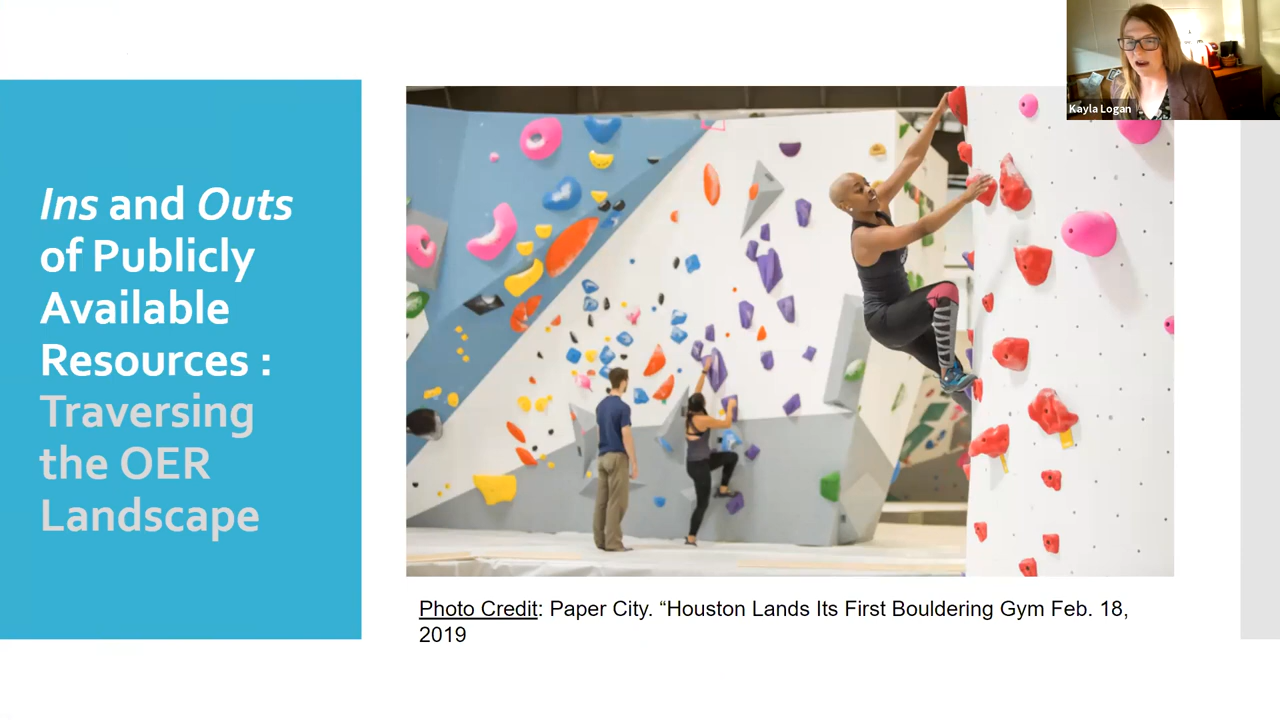 Kayla Logan
Ins and Outs
of Publicly
Available
Resources :
Traversing
the OER
Landscape
Photo Credit: Paper City. “Houston Lands Its First Bouldering Gym Feb. 18,
2019